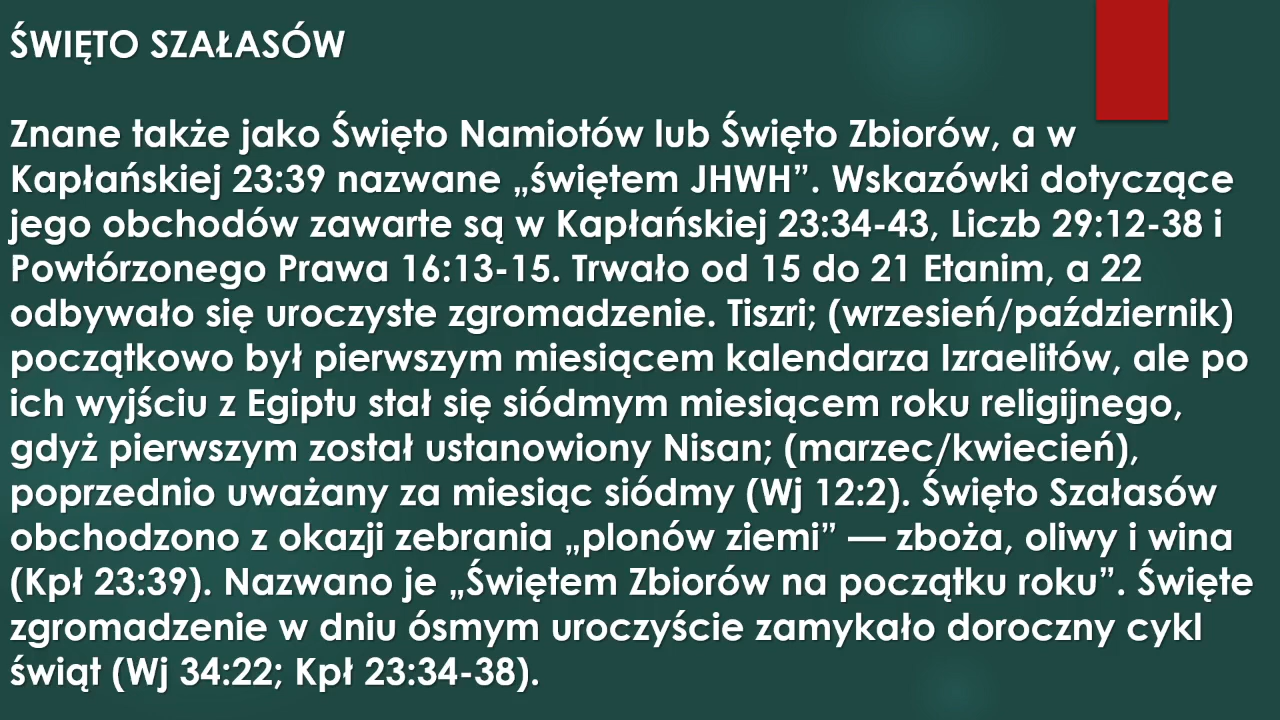 ŚWIĘTO SZAŁASÓW
Znane także jako Święto Namiotów lub Święto Zbiorów, a w
Kapłańskiej 23:39 nazwane „świętem JHWH”. Wskazówki dotyczące
jego obchodów zawarte są w Kapłańskiej 23:34-43, Liczb 29:12-38 i
Powtórzonego Prawa 16:13-15. Trwało od 15 do 21 Etanim, a 22
odbywało się uroczyste zgromadzenie. Tiszri; (wrzesień/październik)
początkowo był pierwszym miesiącem kalendarza Izraelitów, ale po
ich wyjściu z Egiptu stał się siódmym miesiącem roku religijnego,
gdyż pierwszym został ustanowiony Nisan; (marzec/kwiecień),
poprzednio uważany za miesiąc siódmy (Wj 12:2). Święto Szałasów
obchodzono z okazji zebrania „plonów ziemi” — zboża, oliwy i wina
(Kpł 23:39). Nazwano je „Świętem Zbiorów na początku roku”. Święte
zgromadzenie w dniu ósmym uroczyście zamykało doroczny cykl
świąt (Wj 34:22; Kpł 23:34-38).